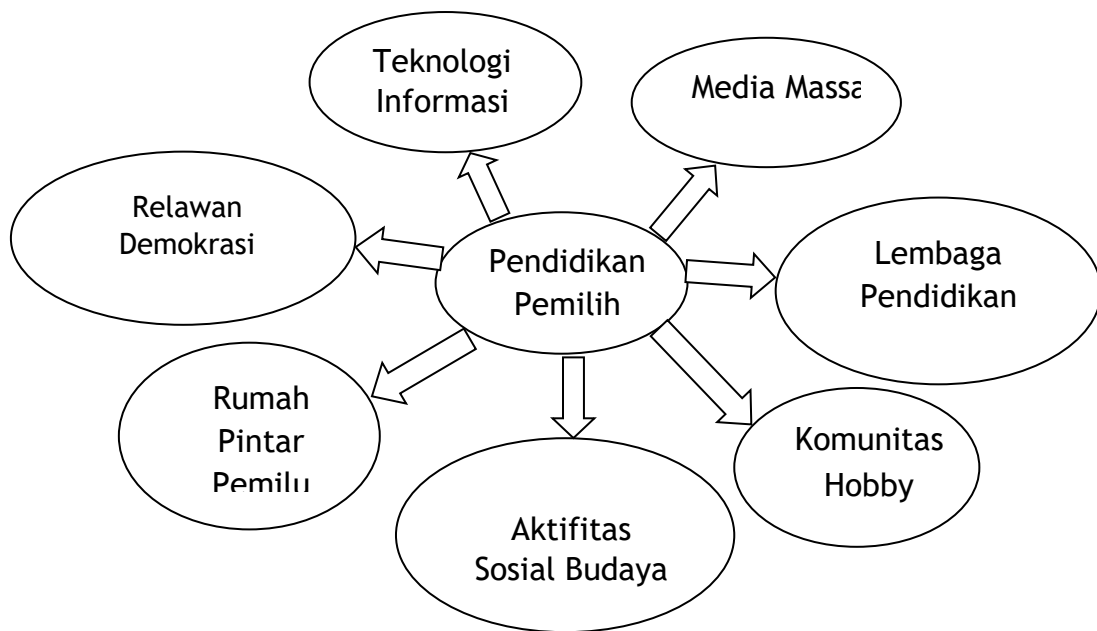 Teknologi
Informasi
Media Massa
Relawan
Demokrasi
Pendidikan
Pemilih
Lembaga
Pendidikan
Rumah
Pintar
Pemilu
Komunitas
Hobby
Aktifitas
Sosial Budaya